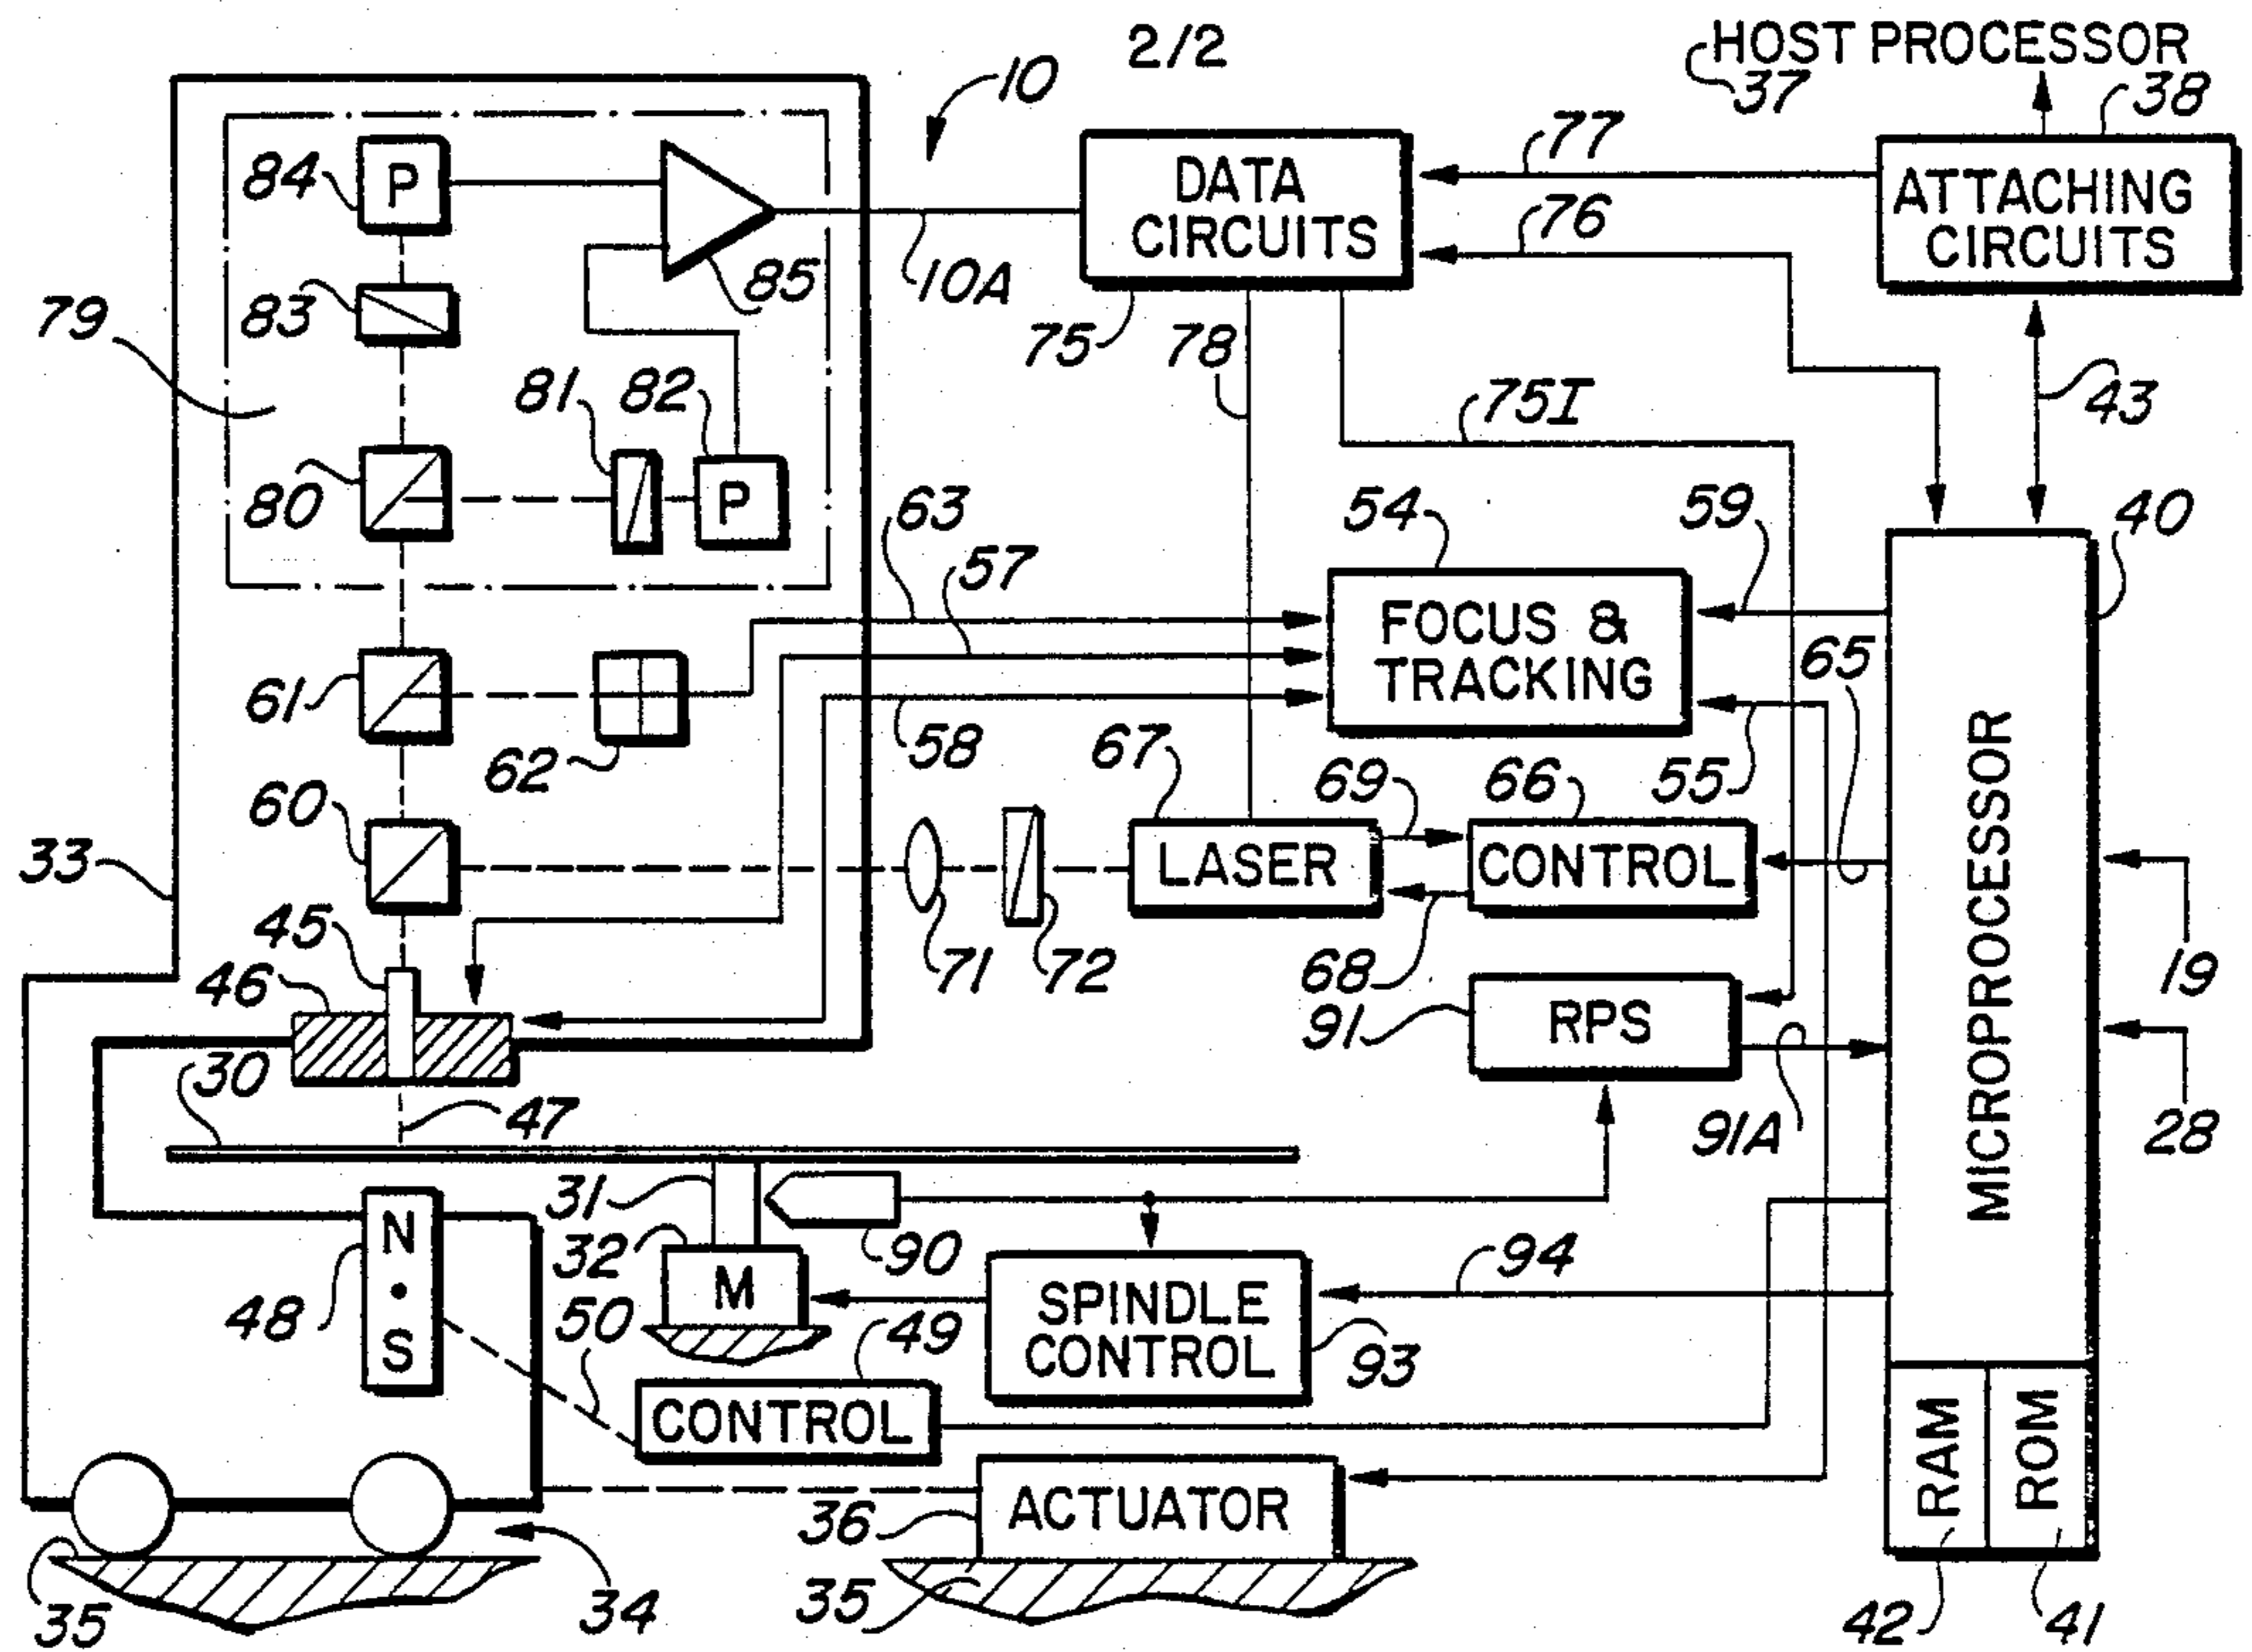 2/2
HOST PROCESSOR
37
10
38
77
84
P
DATA
CIRCUITS
ATTACHING
CIRCUITS
76
85
10A
83
79
75
78
81
82
75I
43
80
P
63
54
59
40
57
FOCUS &
TRACKING
65
61
62
58
67
69
66
55
60
33
LASER
CONTROL
MICROPROCESSOR
45
71
72
68
19
46
91
RPS
30
47
91A
28
31
N
S
32
90
94
M
48
50
49
SPINDLE
CONTROL
93
CONTROL
RAM
ROM
36
ACTUATOR
35
34
35
42
41